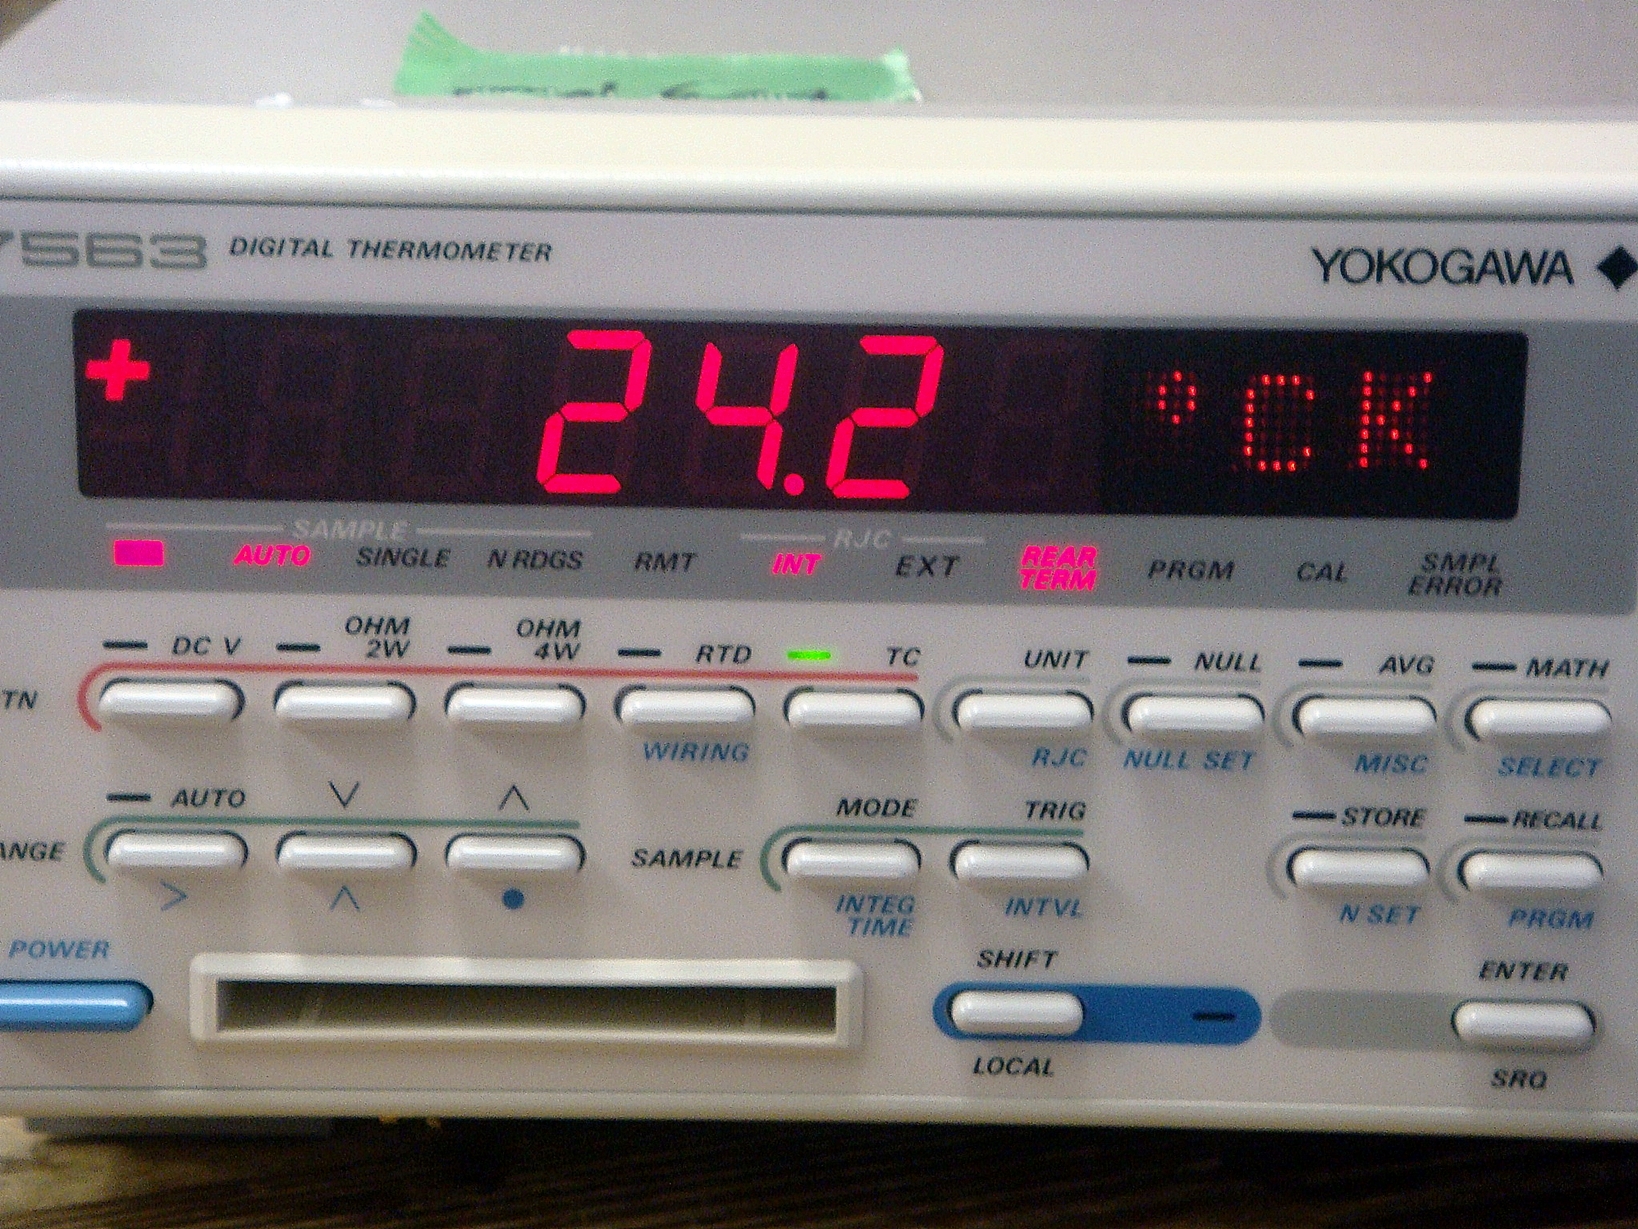 7563 DIGITAL THERMOMETER YOKOGAWA
+ 24.2 °C K
SAMPLE RJC
AUTO SINGLE N RDGS RMT INT EXT REAR TERM PRGM CAL SMPL ERROR
DC V OHM 2W OHM 4W RTD TC UNIT NULL AVG MATH
TN
WIRING RJC NULL SET MISC SELECT
AUTO ∨ ∧ MODE TRIG STORE RECALL
ANGE SAMPLE
> ∧ ● INTEG TIME INTVL N SET PRGM
POWER SHIFT ENTER
LOCAL SRQ